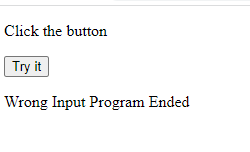 Click the button
Try it
Wrong Input Program Ended